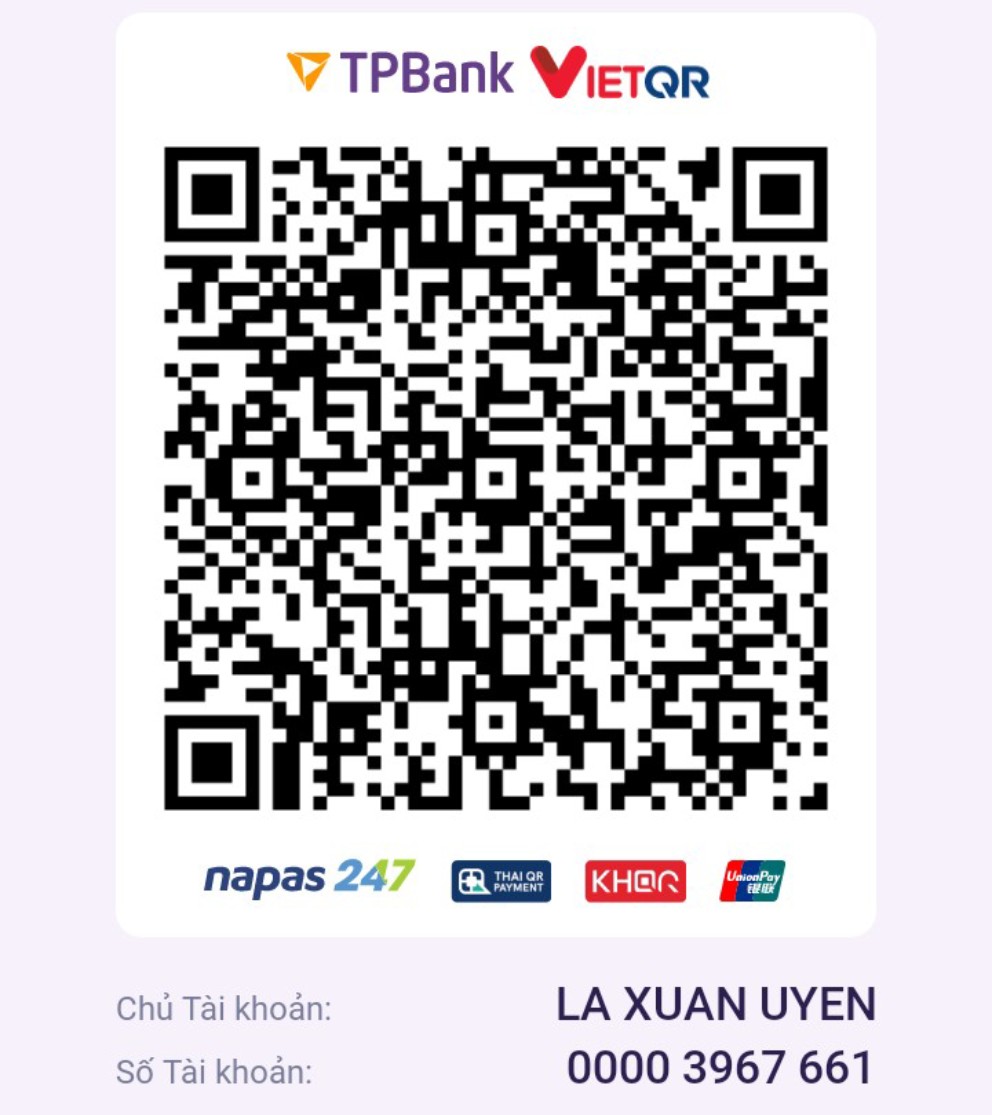 TPBank VIETQR
napas 247 THAI QR PAYMENT KHQR UnionPay 银联
Chủ Tài khoản: LA XUAN UYEN
Số Tài khoản: 0000 3967 661